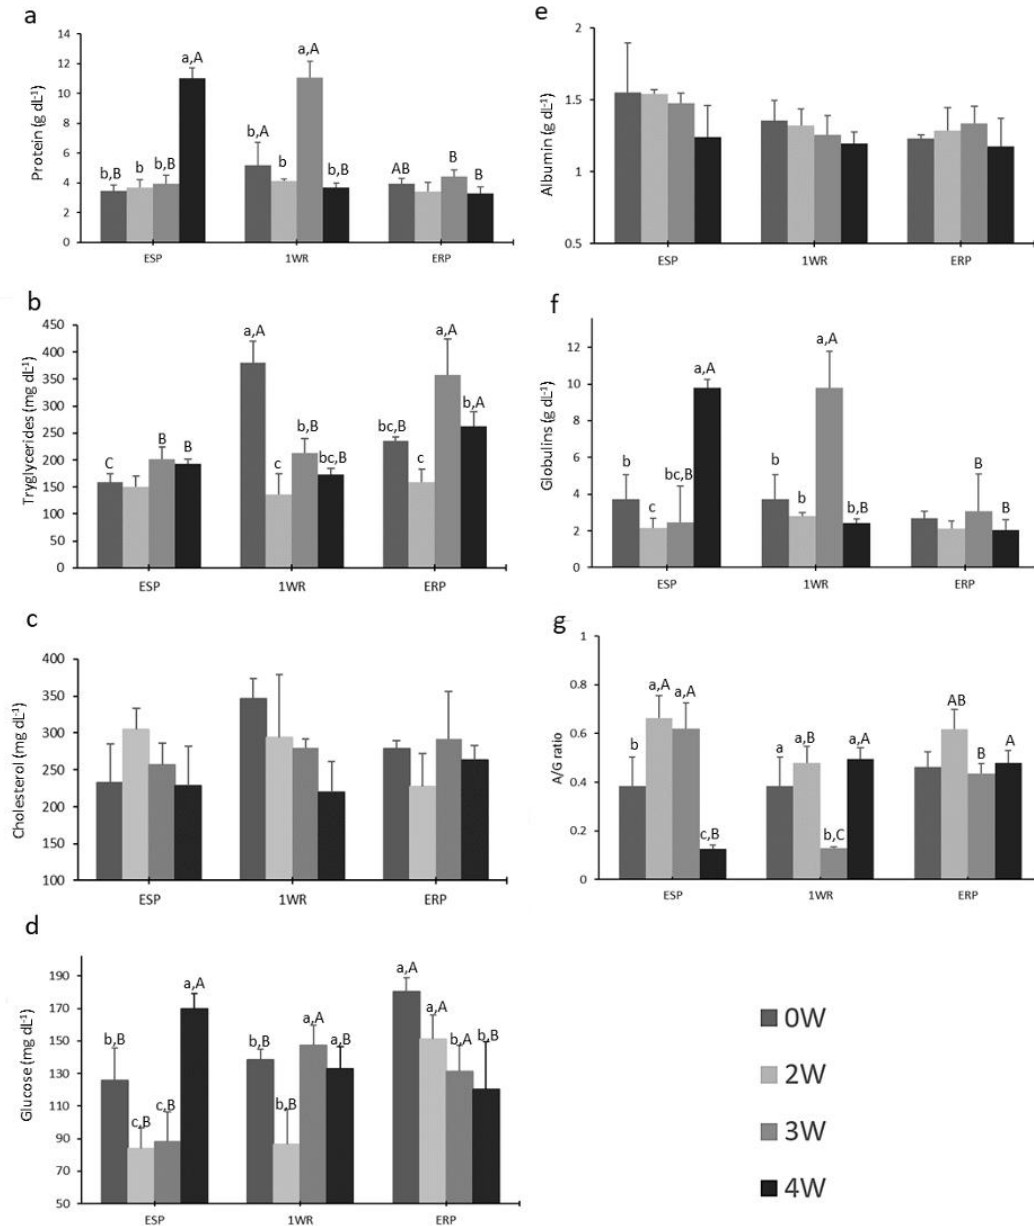 a
Protein (g dL-1)
14
12
10
8
6
4
2
0
b,B b b,B a,A
b,A b a,A b,B
AB B B
ESP 1WR ERP
b
Tryglycerides (mg dL-1)
450
400
350
300
250
200
150
100
50
0
C B B
a,A c b,B bc,B
bc,B c a,A b,A
ESP 1WR ERP
c
Cholesterol (mg dL-1)
400
350
300
250
200
150
100
ESP 1WR ERP
d
Glucose (mg dL-1)
190
170
150
130
110
90
70
50
b,B c,B c,B a,A
b,B b,B a,A a,B
a,A a,A b,A b,B
ESP 1WR ERP
e
Albumin (g dL-1)
2
1.5
1
0.5
ESP 1WR ERP
f
Globulins (g dL-1)
12
10
8
6
4
2
0
b c bc,B a,A
b b a,A b,B
B B
ESP 1WR ERP
g
A/G ratio
1
0.8
0.6
0.4
0.2
0
b a,A a,A c,B
a a,B b,C a,A
AB B A
ESP 1WR ERP
0W
2W
3W
4W